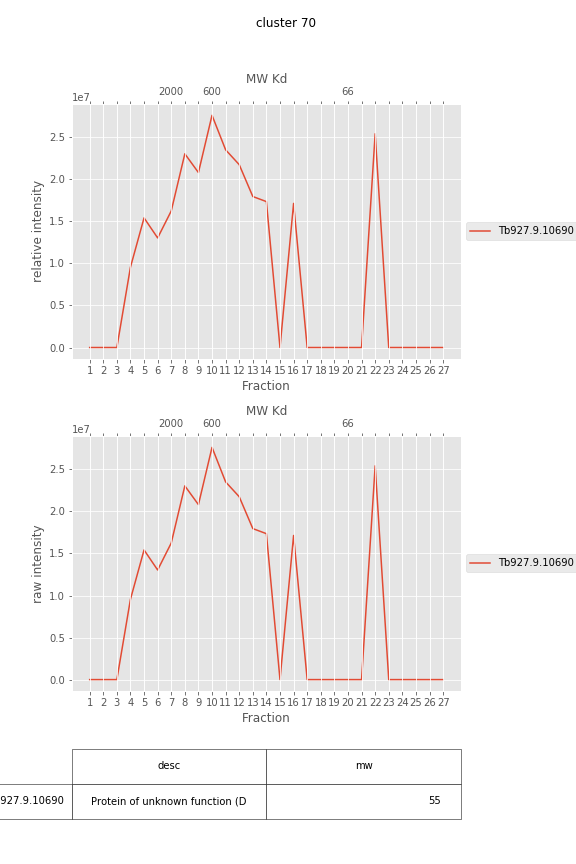 cluster 70
MW Kd
2000 600 66
1e7
2.5
2.0
1.5
1.0
0.5
0.0
relative intensity
Tb927.9.10690
1 2 3 4 5 6 7 8 9 10 11 12 13 14 15 16 17 18 19 20 21 22 23 24 25 26 27
Fraction
MW Kd
2000 600 66
1e7
2.5
2.0
1.5
1.0
0.5
0.0
raw intensity
Tb927.9.10690
1 2 3 4 5 6 7 8 9 10 11 12 13 14 15 16 17 18 19 20 21 22 23 24 25 26 27
Fraction
desc mw
927.9.10690 Protein of unknown function (D 55